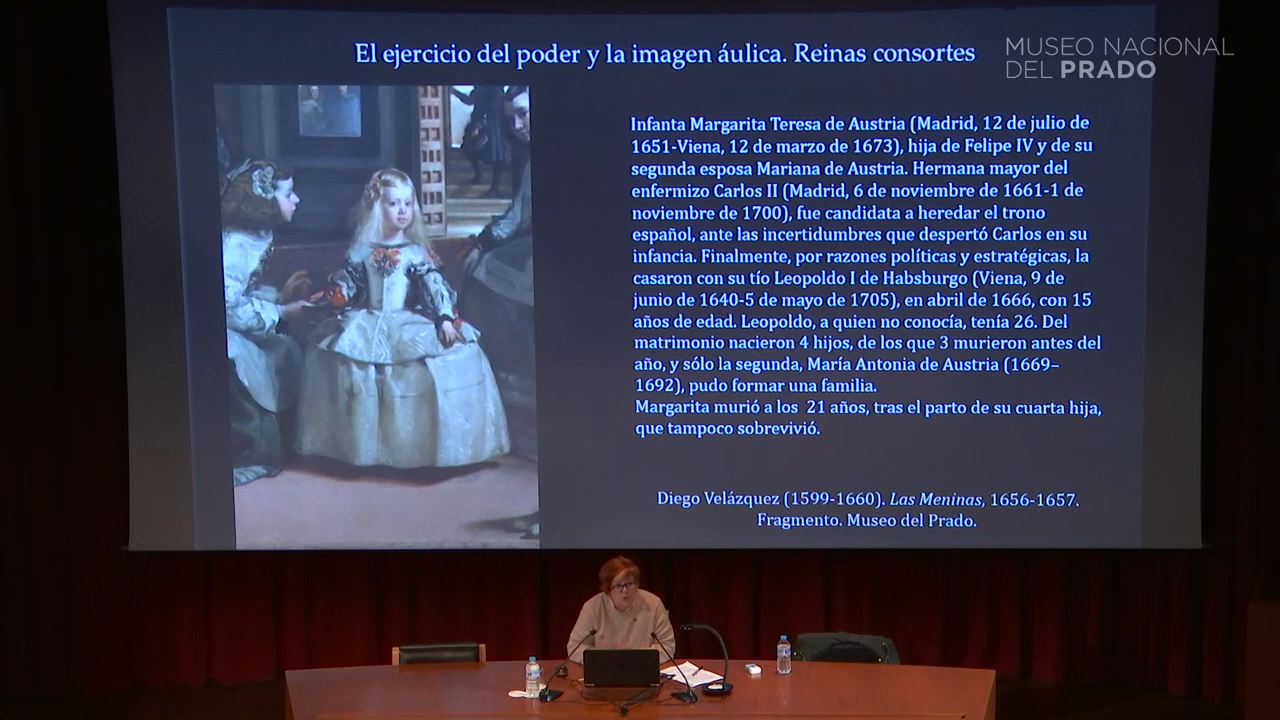 El ejercicio del poder y la imagen áulica. Reinas consortes
MUSEO NACIONAL
DEL PRADO
Infanta Margarita Teresa de Austria (Madrid, 12 de julio de
1651-Viena, 12 de marzo de 1673), hija de Felipe IV y de su
segunda esposa Mariana de Austria. Hermana mayor del
enfermizo Carlos II (Madrid, 6 de noviembre de 1661-1 de
noviembre de 1700), fue candidata a heredar el trono
español, ante las incertidumbres que despertó Carlos en su
infancia. Finalmente, por razones políticas y estratégicas, la
casaron con su tío Leopoldo I de Habsburgo (Viena, 9 de
junio de 1640-5 de mayo de 1705), en abril de 1666, con 15
años de edad. Leopoldo, a quien no conocía, tenía 26. Del
matrimonio nacieron 4 hijos, de los que 3 murieron antes del
año, y sólo la segunda, María Antonia de Austria (1669–
1692), pudo formar una familia.
Margarita murió a los 21 años, tras el parto de su cuarta hija,
que tampoco sobrevivió.
Diego Velázquez (1599-1660). Las Meninas, 1656-1657.
Fragmento. Museo del Prado.